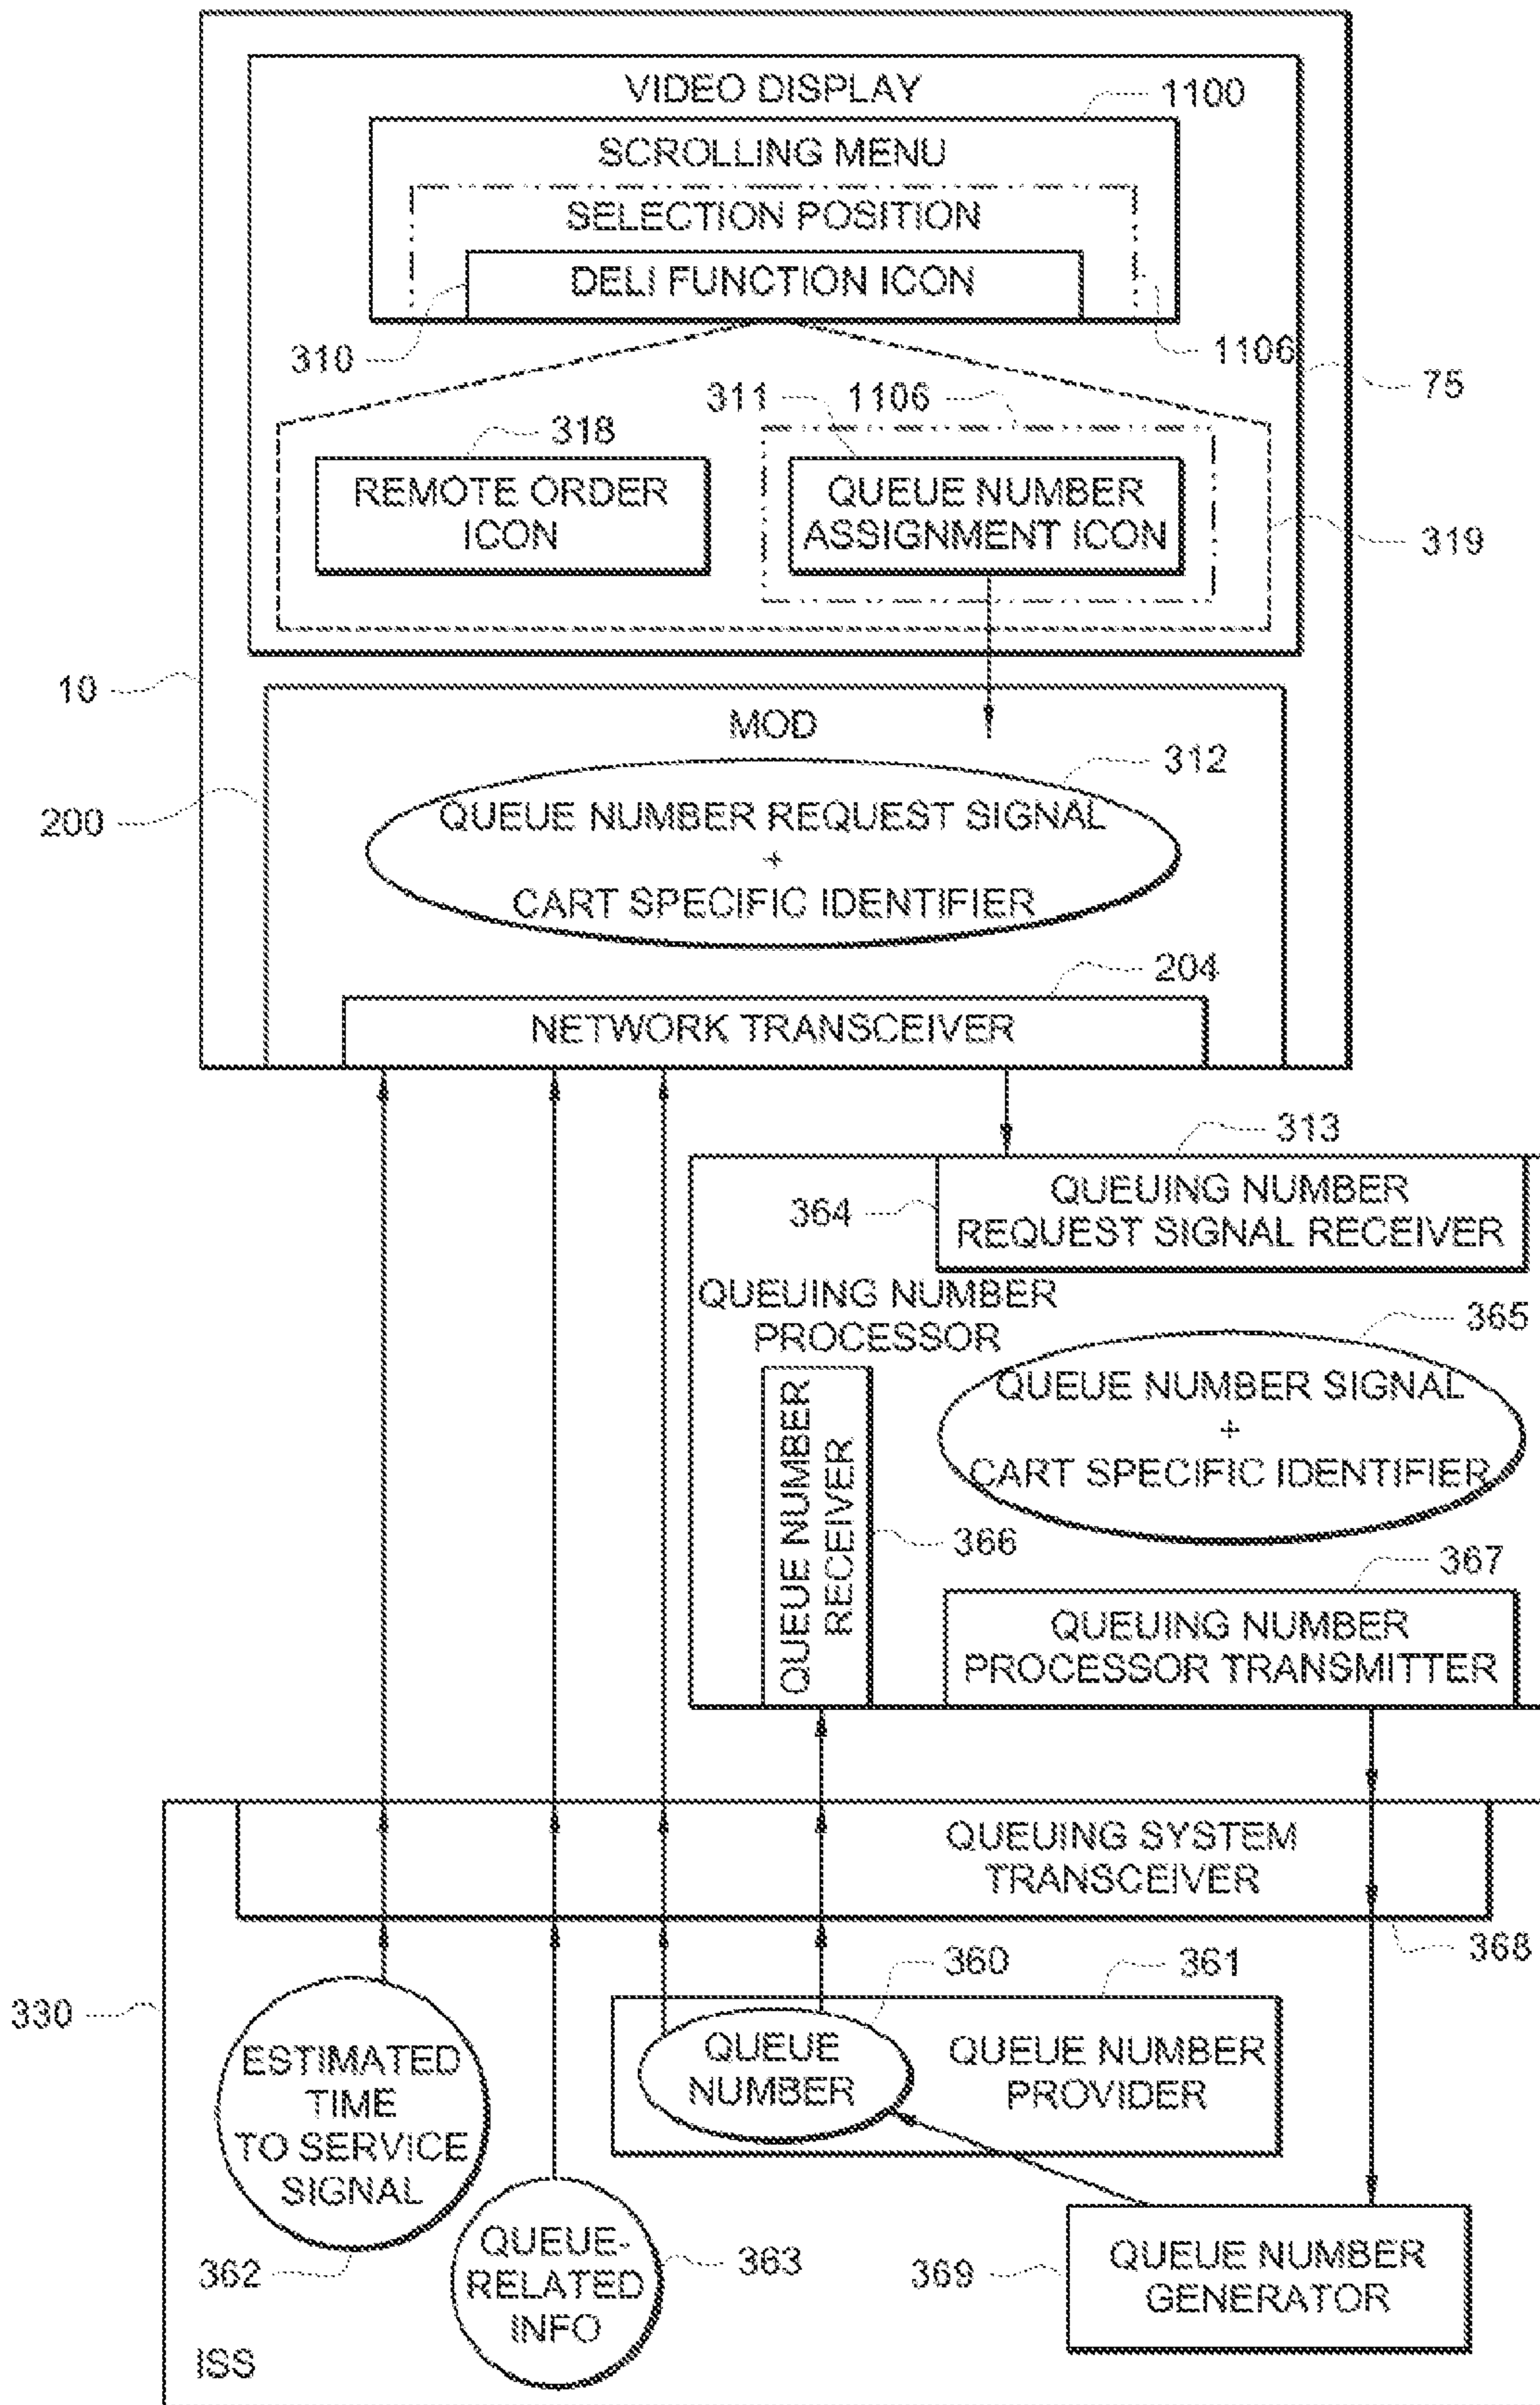 VIDEO DISPLAY
1100
SCROLLING MENU
SELECTION POSITION
DELI FUNCTION ICON
310
1106
75
311
1106
318
REMOTE ORDER
ICON
QUEUE NUMBER
ASSIGNMENT ICON
319
10
MOD
312
200
QUEUE NUMBER REQUEST SIGNAL
+
CART SPECIFIC IDENTIFIER
204
NETWORK TRANSCEIVER
313
364
QUEUING NUMBER
REQUEST SIGNAL RECEIVER
QUEUING NUMBER
PROCESSOR
365
QUEUE NUMBER SIGNAL
+
CART SPECIFIC IDENTIFIER
QUEUE NUMBER
RECEIVER
366
367
QUEUING NUMBER
PROCESSOR TRANSMITTER
QUEUING SYSTEM
TRANSCEIVER
368
360
361
330
QUEUE
NUMBER
QUEUE NUMBER
PROVIDER
ESTIMATED
TIME
TO SERVICE
SIGNAL
362
QUEUE-
RELATED
INFO
363
369
QUEUE NUMBER
GENERATOR
ISS